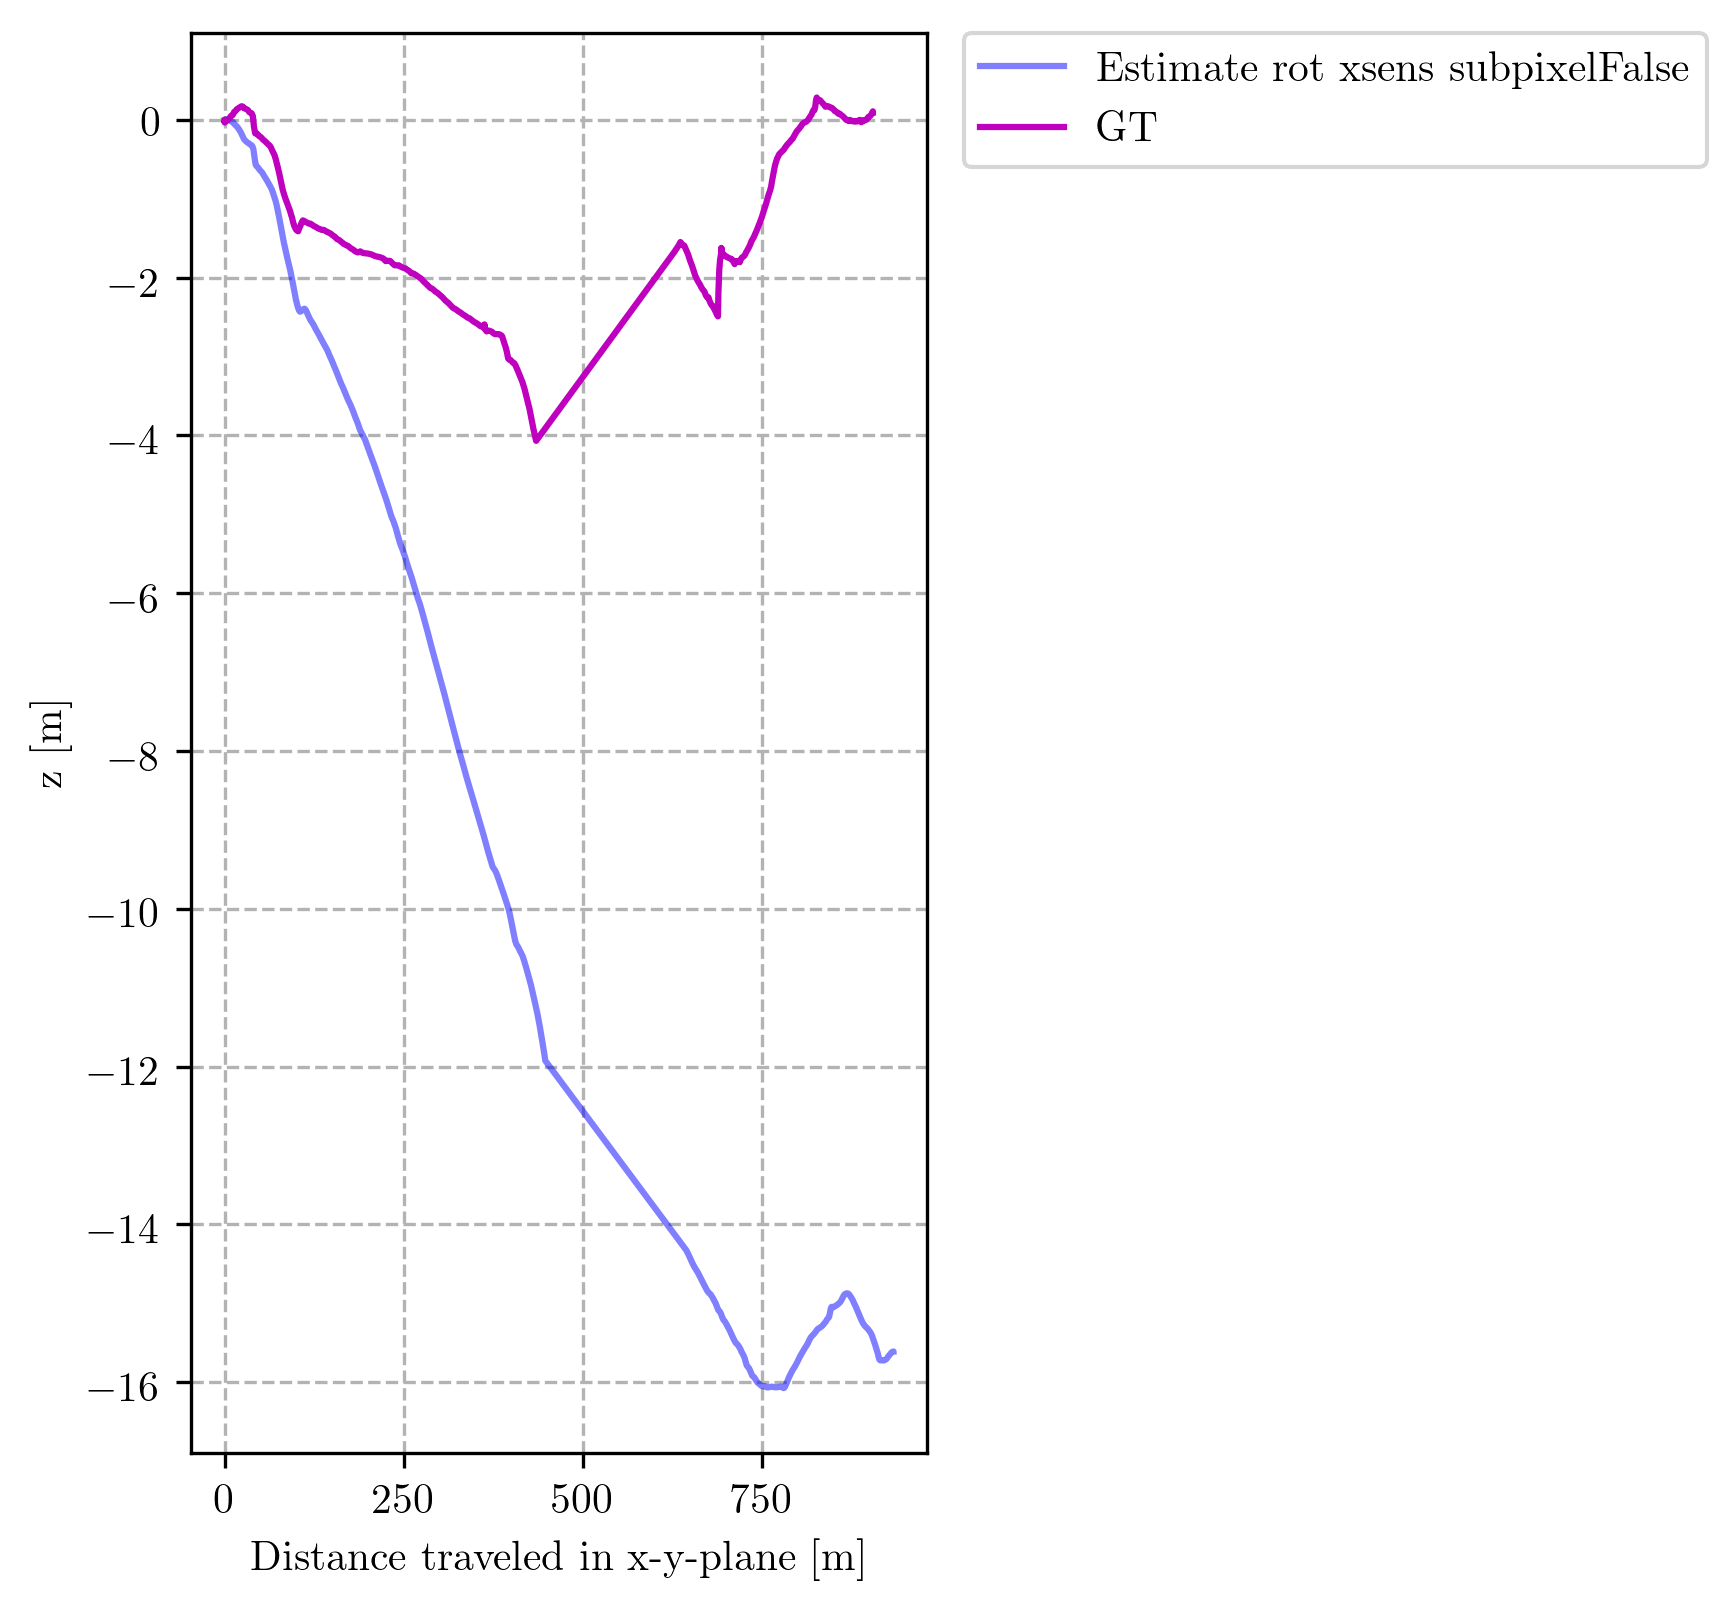 Estimate rot xsens subpixelFalse
GT
0
−2
−4
−6
−8
−10
−12
−14
−16
z [m]
0 250 500 750
Distance traveled in x-y-plane [m]